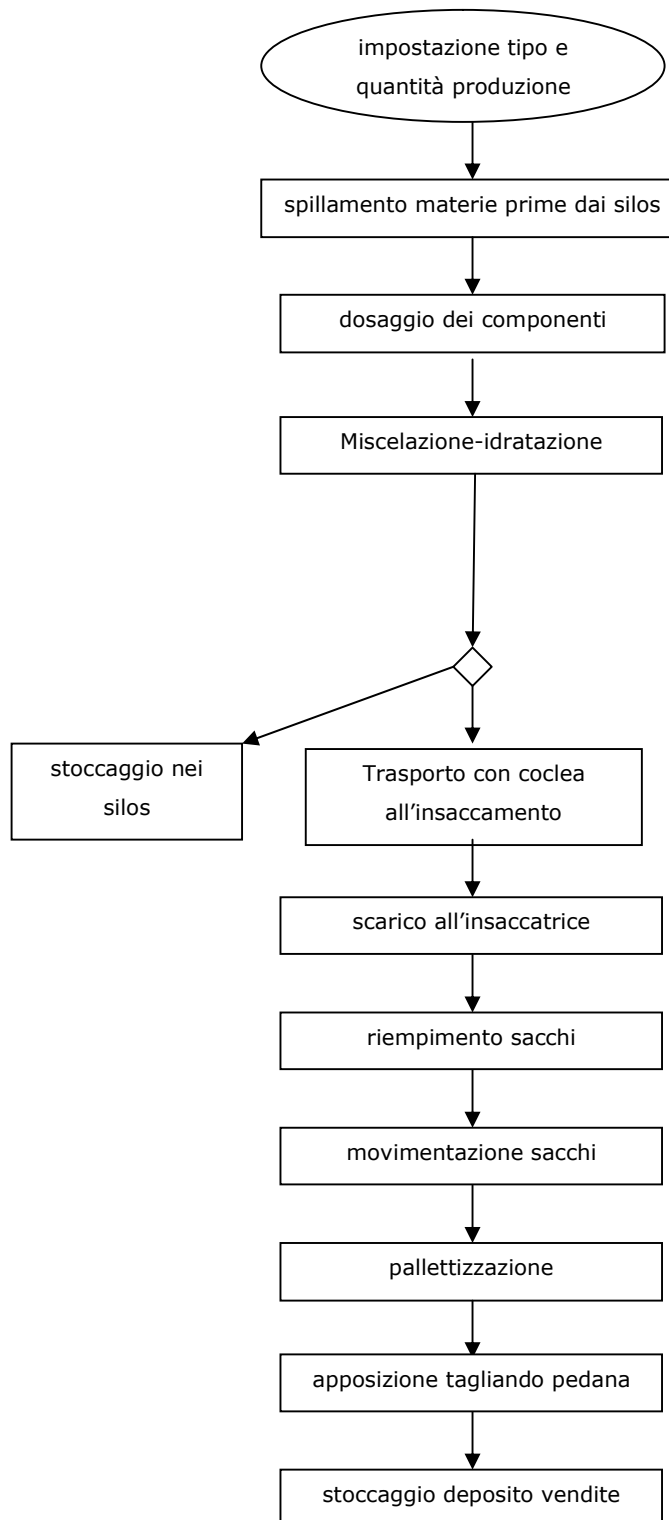 impostazione tipo e
quantità produzione
spillamento materie prime dai silos
dosaggio dei componenti
Miscelazione-idratazione
stoccaggio nei
silos
Trasporto con coclea
all’insaccamento
scarico all’insaccatrice
riempimento sacchi
movimentazione sacchi
pallettizzazione
apposizione tagliando pedana
stoccaggio deposito vendite